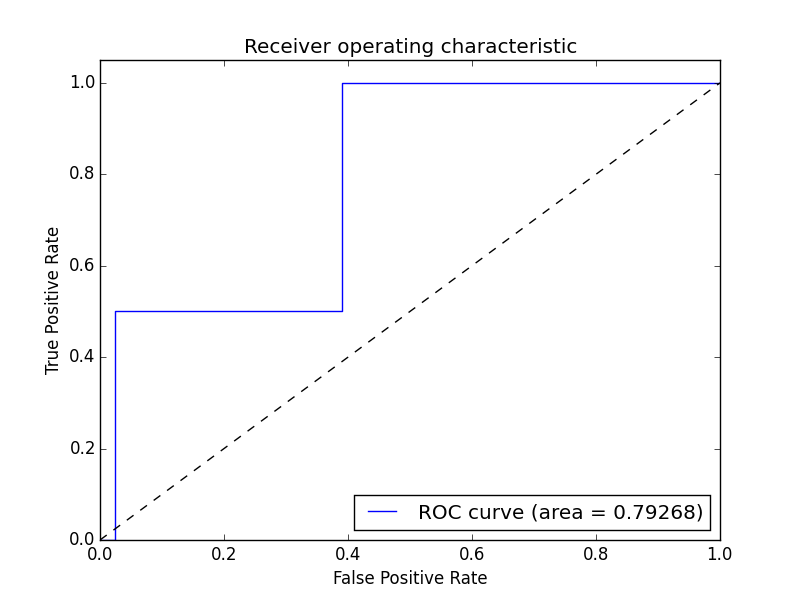 Receiver operating characteristic
True Positive Rate
1.0
0.8
0.6
0.4
0.2
0.0
ROC curve (area = 0.79268)
0.0 0.2 0.4 0.6 0.8 1.0
False Positive Rate